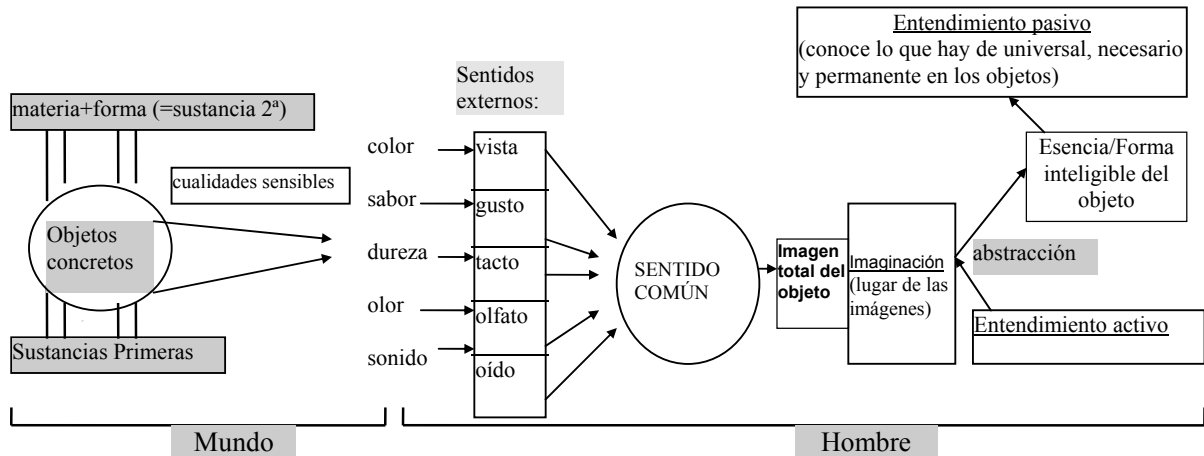 materia+forma (=sustancia 2ª)
Objetos
concretos
Sustancias Primeras
cualidades sensibles
color
sabor
dureza
olor
sonido
Sentidos
externos:
vista
gusto
tacto
olfato
oído
SENTIDO
COMÚN
Imagen
total del
objeto
Imaginación
(lugar de las
imágenes)
abstracción
Entendimiento activo
Esencia/Forma
inteligible del
objeto
Entendimiento pasivo
(conoce lo que hay de universal, necesario
y permanente en los objetos)
Mundo
Hombre